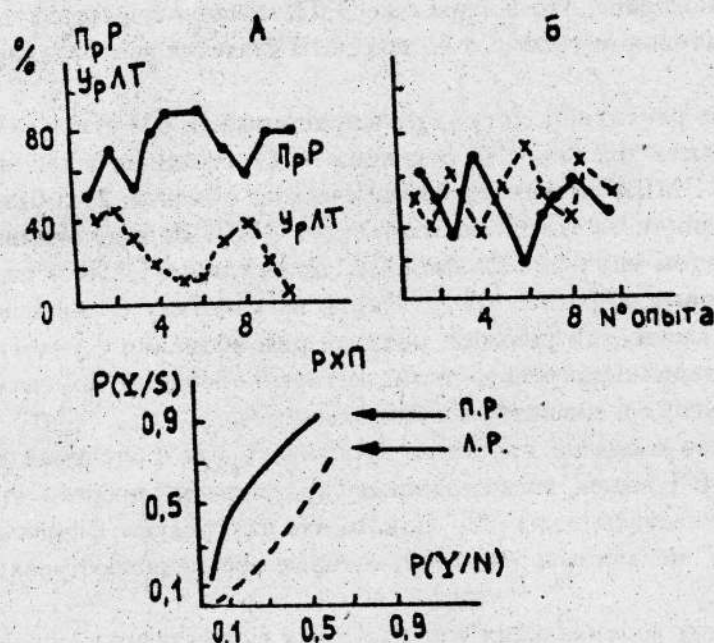 % ПрР А Б
УрЛТ
80
ПрР
40
УрЛТ
0
0 4 8 4 8 N° опыта
РХП
P(Y/S)
0,9 П.Р.
Л.Р.
0,5
P(Y/N)
0,1
0,1 0,5 0,9